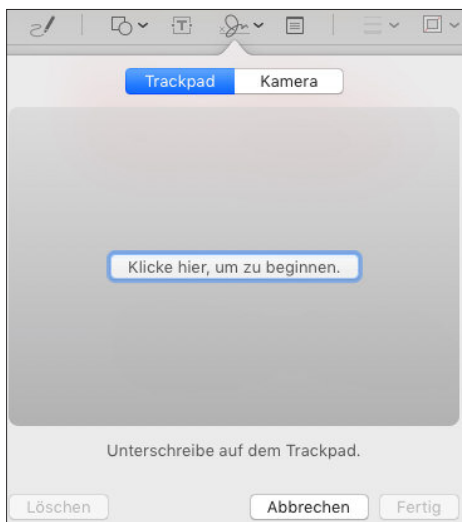 Trackpad Kamera
Klicke hier, um zu beginnen.
Unterschreibe auf dem Trackpad.
Löschen Abbrechen Fertig